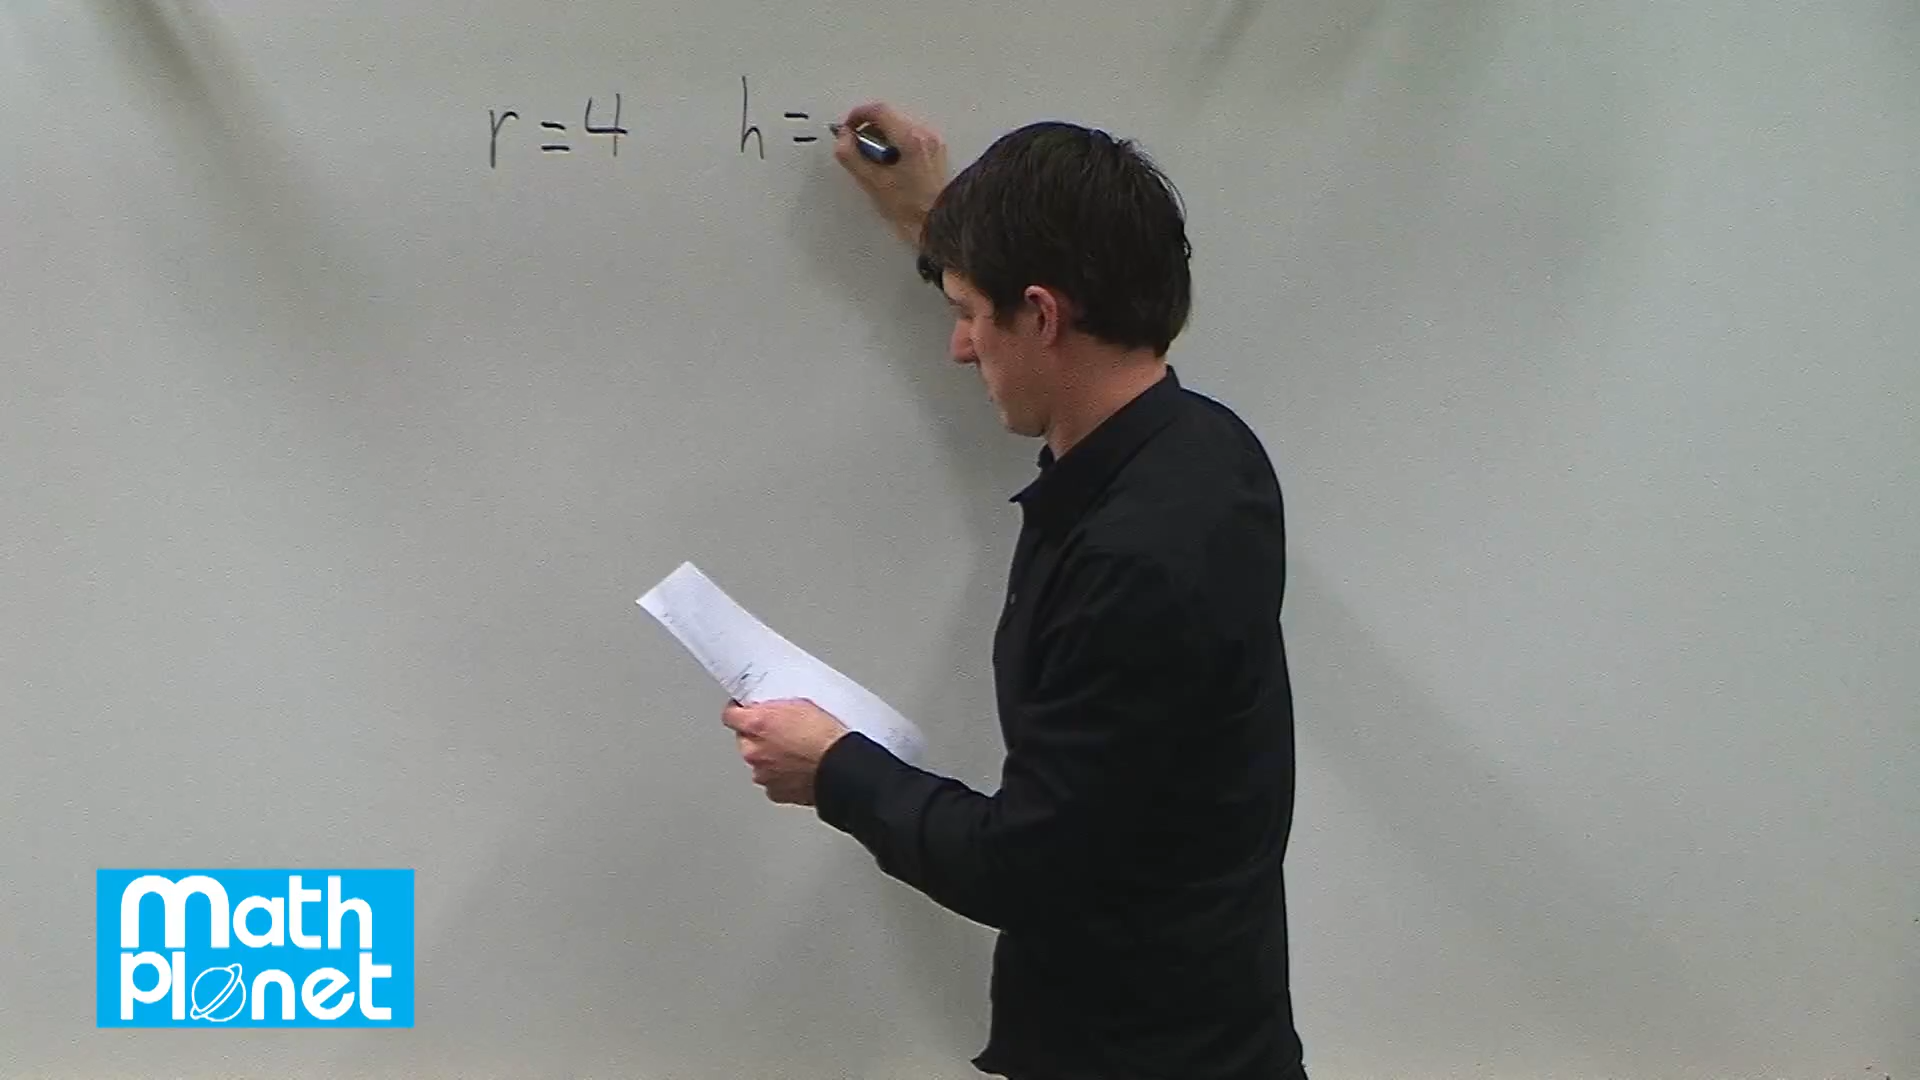 r = 4 h =
math
planet